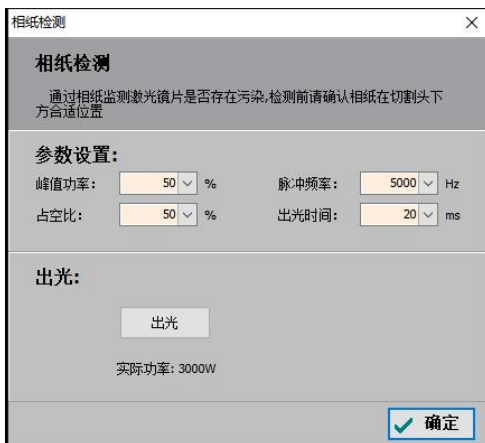 相纸检测
相纸检测
通过相纸监测激光镜片是否存在污染,检测前请确认相纸在切割头下
方合适位置
参数设置:
峰值功率: 50 % 脉冲频率: 5000 Hz
占空比: 50 % 出光时间: 20 ms
出光:
出光
实际功率: 3000W
确定